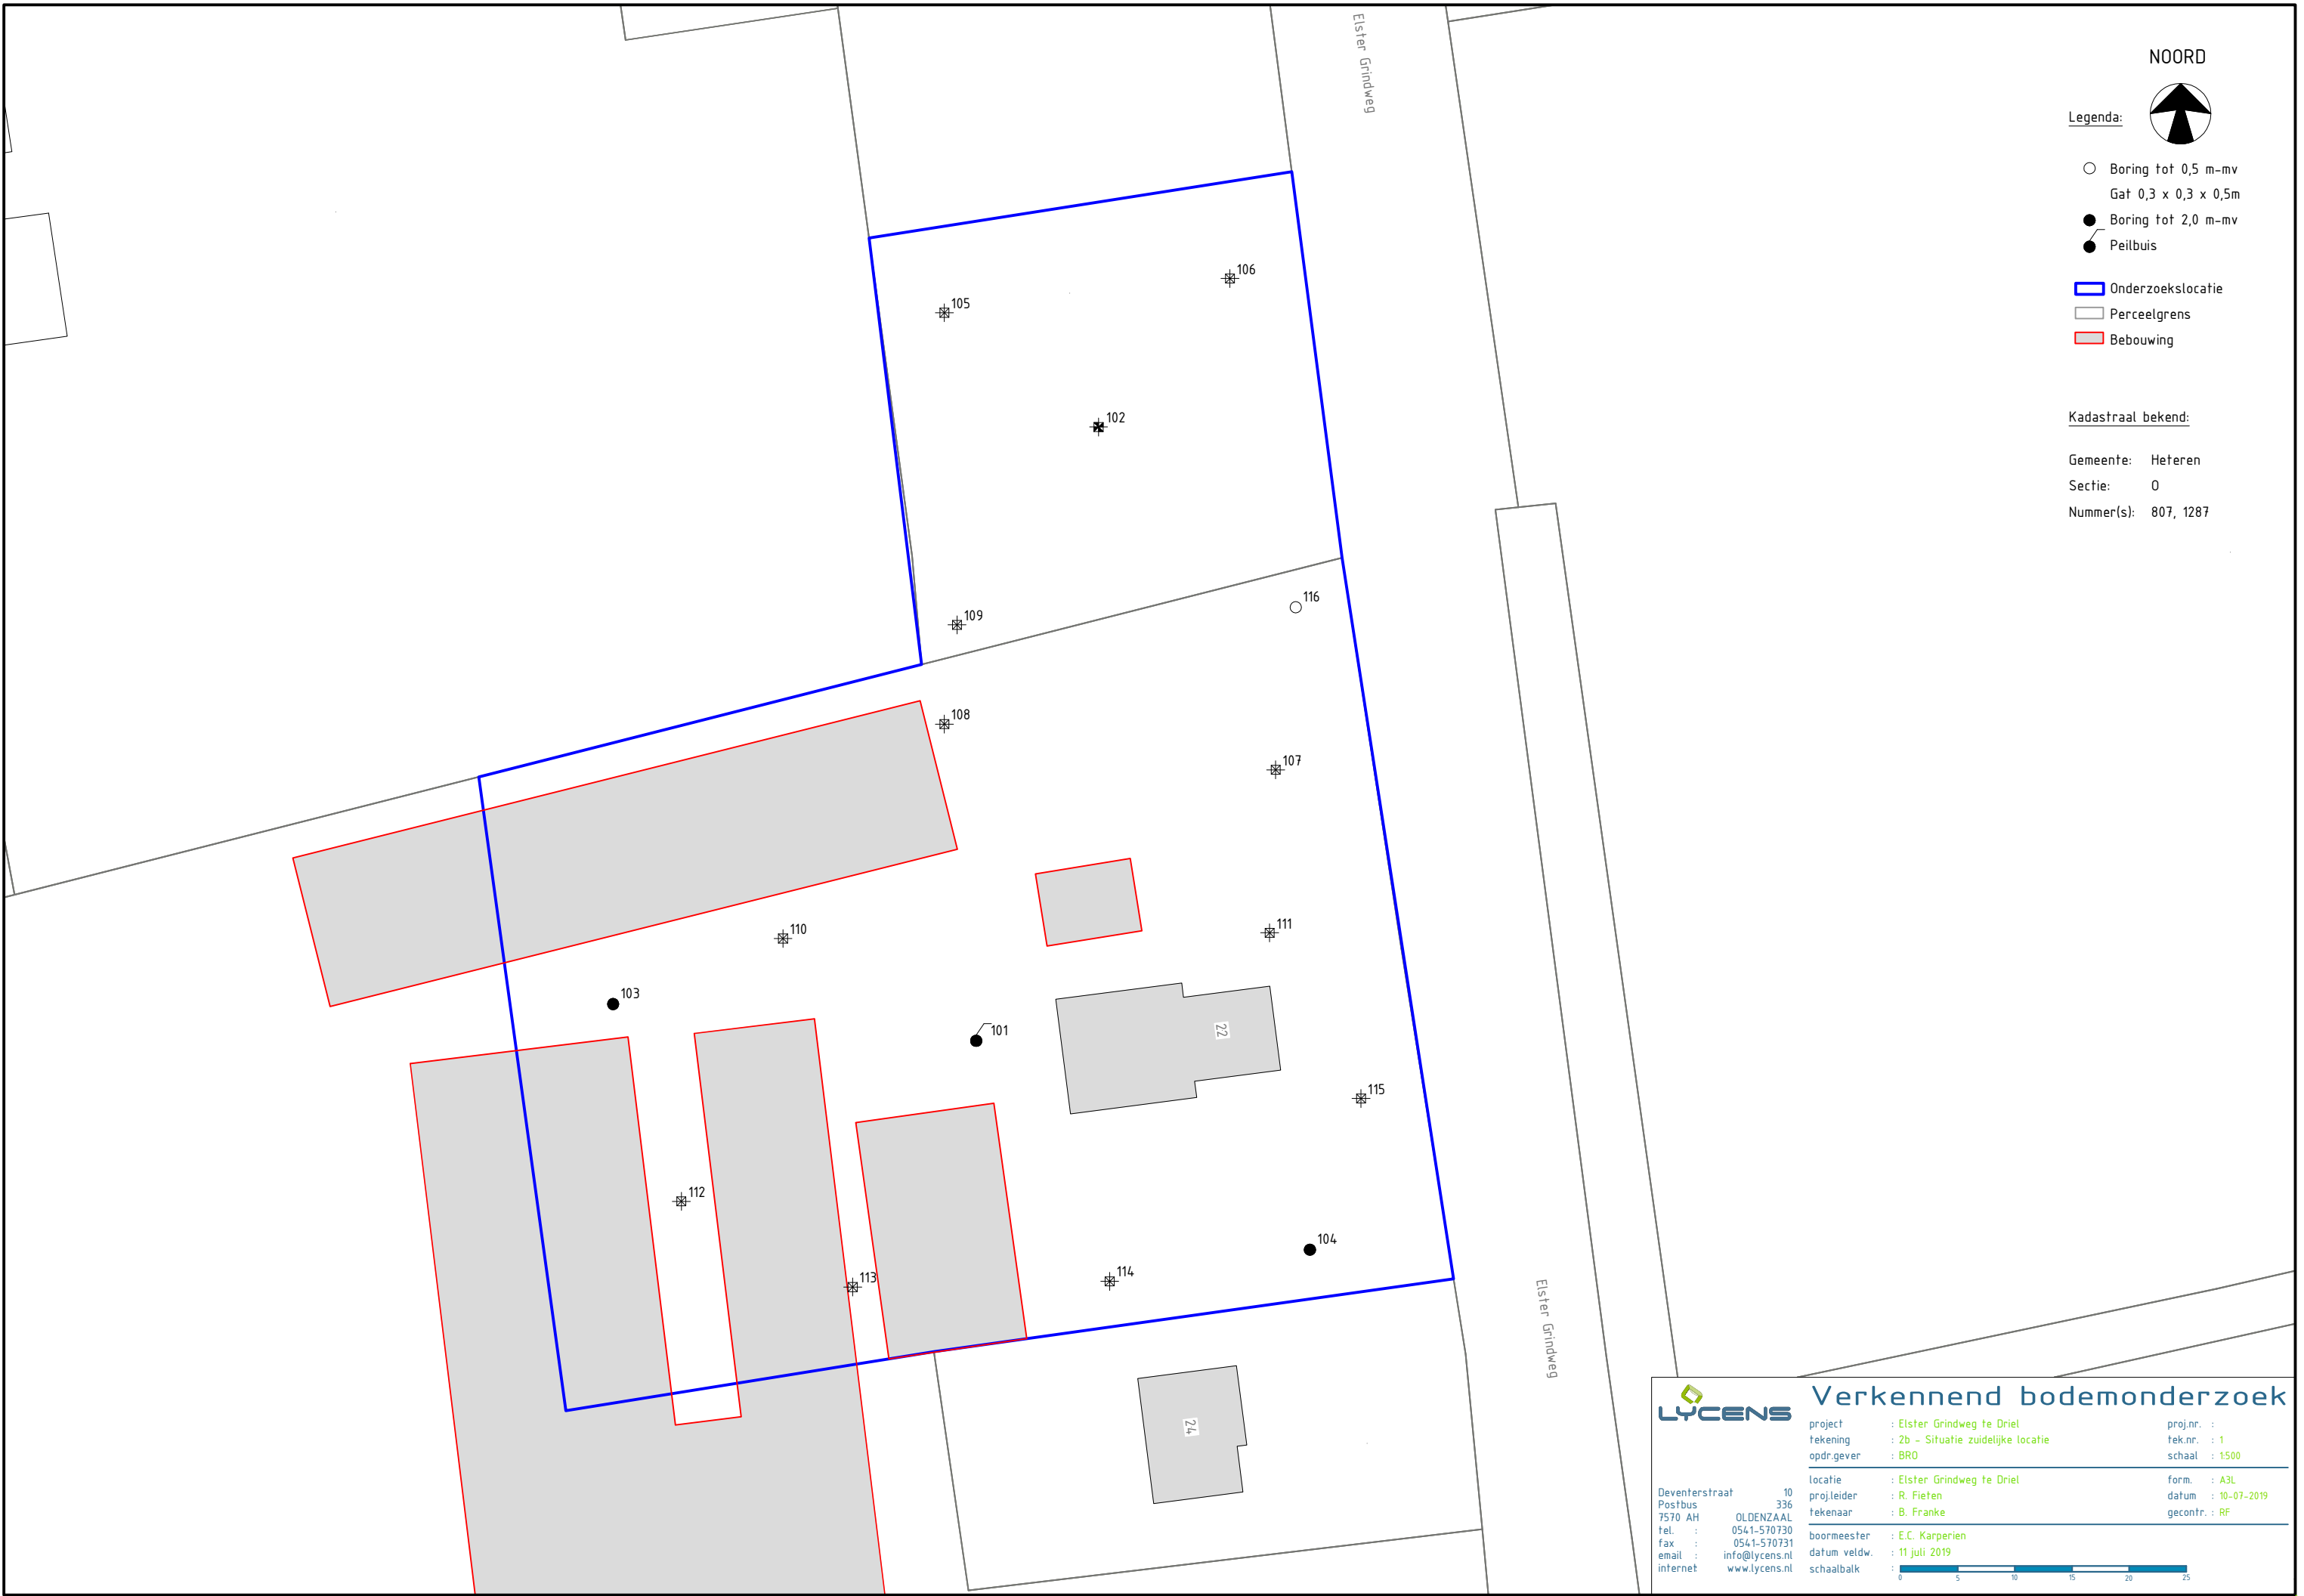 Elster Grindweg
NOORD
Legenda:
Boring tot 0,5 m-mv
Gat 0,3 x 0,3 x 0,5m
Boring tot 2,0 m-mv
Peilbuis
Onderzoekslocatie
Perceelgrens
Bebouwing
Kadastraal bekend:
Gemeente: Heteren
Sectie: O
Nummer(s): 807, 1287
106
105
102
116
109
108
107
111
110
103
101
22
115
112
104
114
113
Elster Grindweg
24
LYCENS
Deventerstraat 10
Postbus 336
7570 AH OLDENZAAL
tel. : 0541-570730
fax : 0541-570731
email : info@lycens.nl
internet: www.lycens.nl
Verkennend bodemonderzoek
project : Elster Grindweg te Driel proj.nr. :
tekening : 2b - Situatie zuidelijke locatie tek.nr. : 1
opdr.gever : BRO schaal : 1:500
locatie : Elster Grindweg te Driel form. : A3L
proj.leider : R. Fieten datum : 10-07-2019
tekenaar : B. Franke gecontr. : RF
boormeester : E.C. Karperien
datum veldw. : 11 juli 2019
schaalbalk :
0 5 10 15 20 25